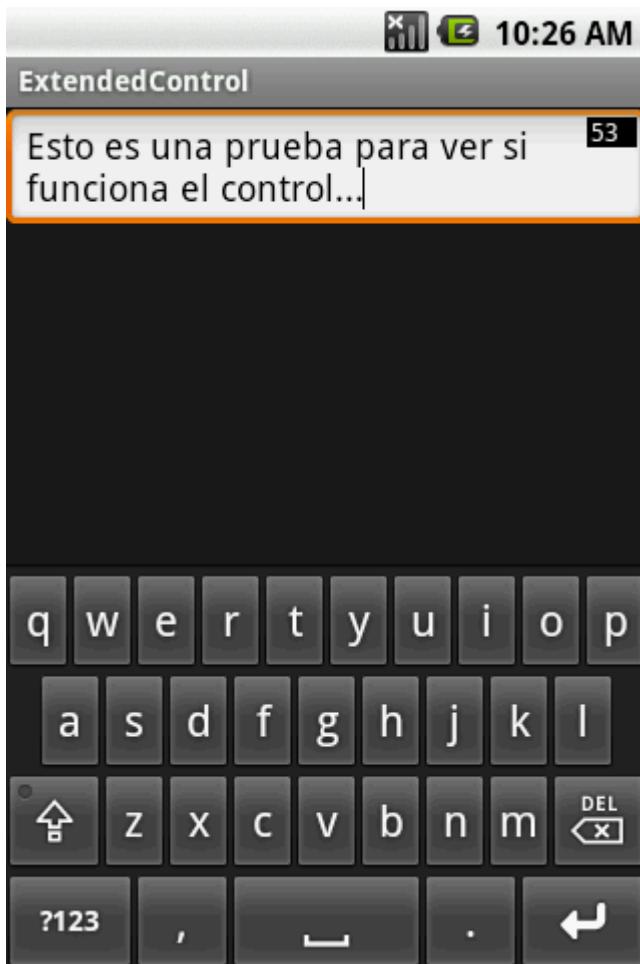 10:26 AM
ExtendedControl
Esto es una prueba para ver si 53
funciona el control...
q w e r t y u i o p
a s d f g h j k l
z x c v b n m DEL
?123 , .